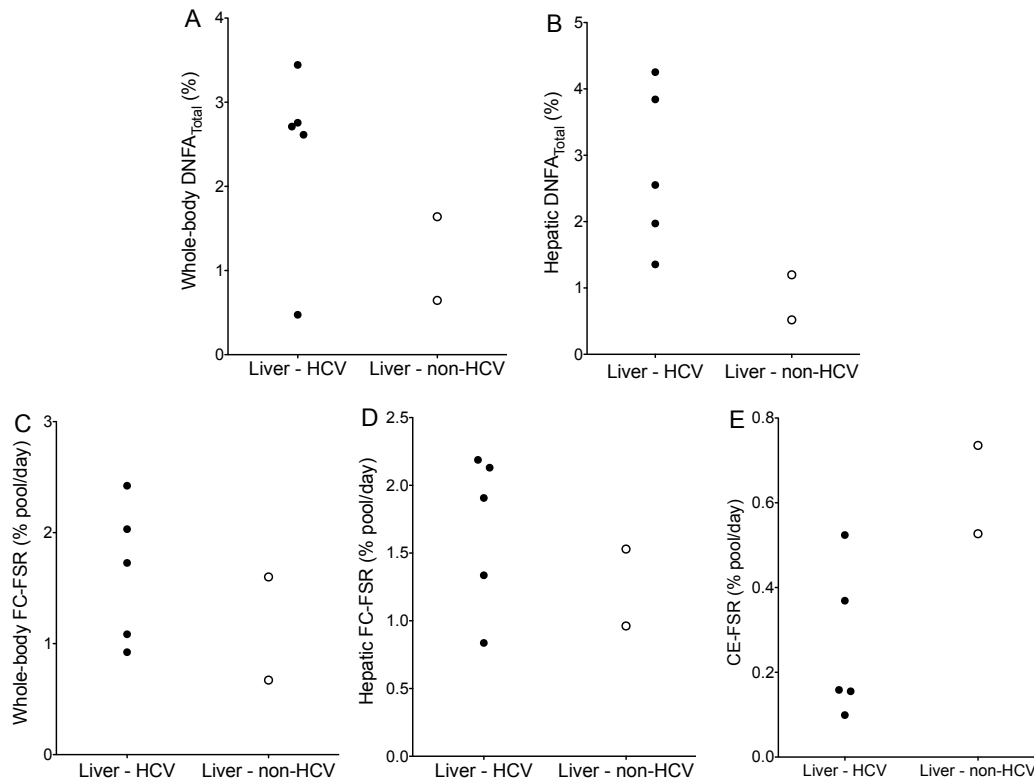 A
Whole-body DNFATotal (%)
4
3
2
1
0
Liver - HCV Liver - non-HCV
B
Hepatic DNFATotal (%)
5
4
3
2
1
0
Liver - HCV Liver - non-HCV
C
Whole-body FC-FSR (% pool/day)
3
2
1
0
Liver - HCV Liver - non-HCV
D
Hepatic FC-FSR (% pool/day)
2.5
2.0
1.5
1.0
0.5
0.0
Liver - HCV Liver - non-HCV
E
CE-FSR (% pool/day)
0.8
0.6
0.4
0.2
0.0
Liver - HCV Liver - non-HCV